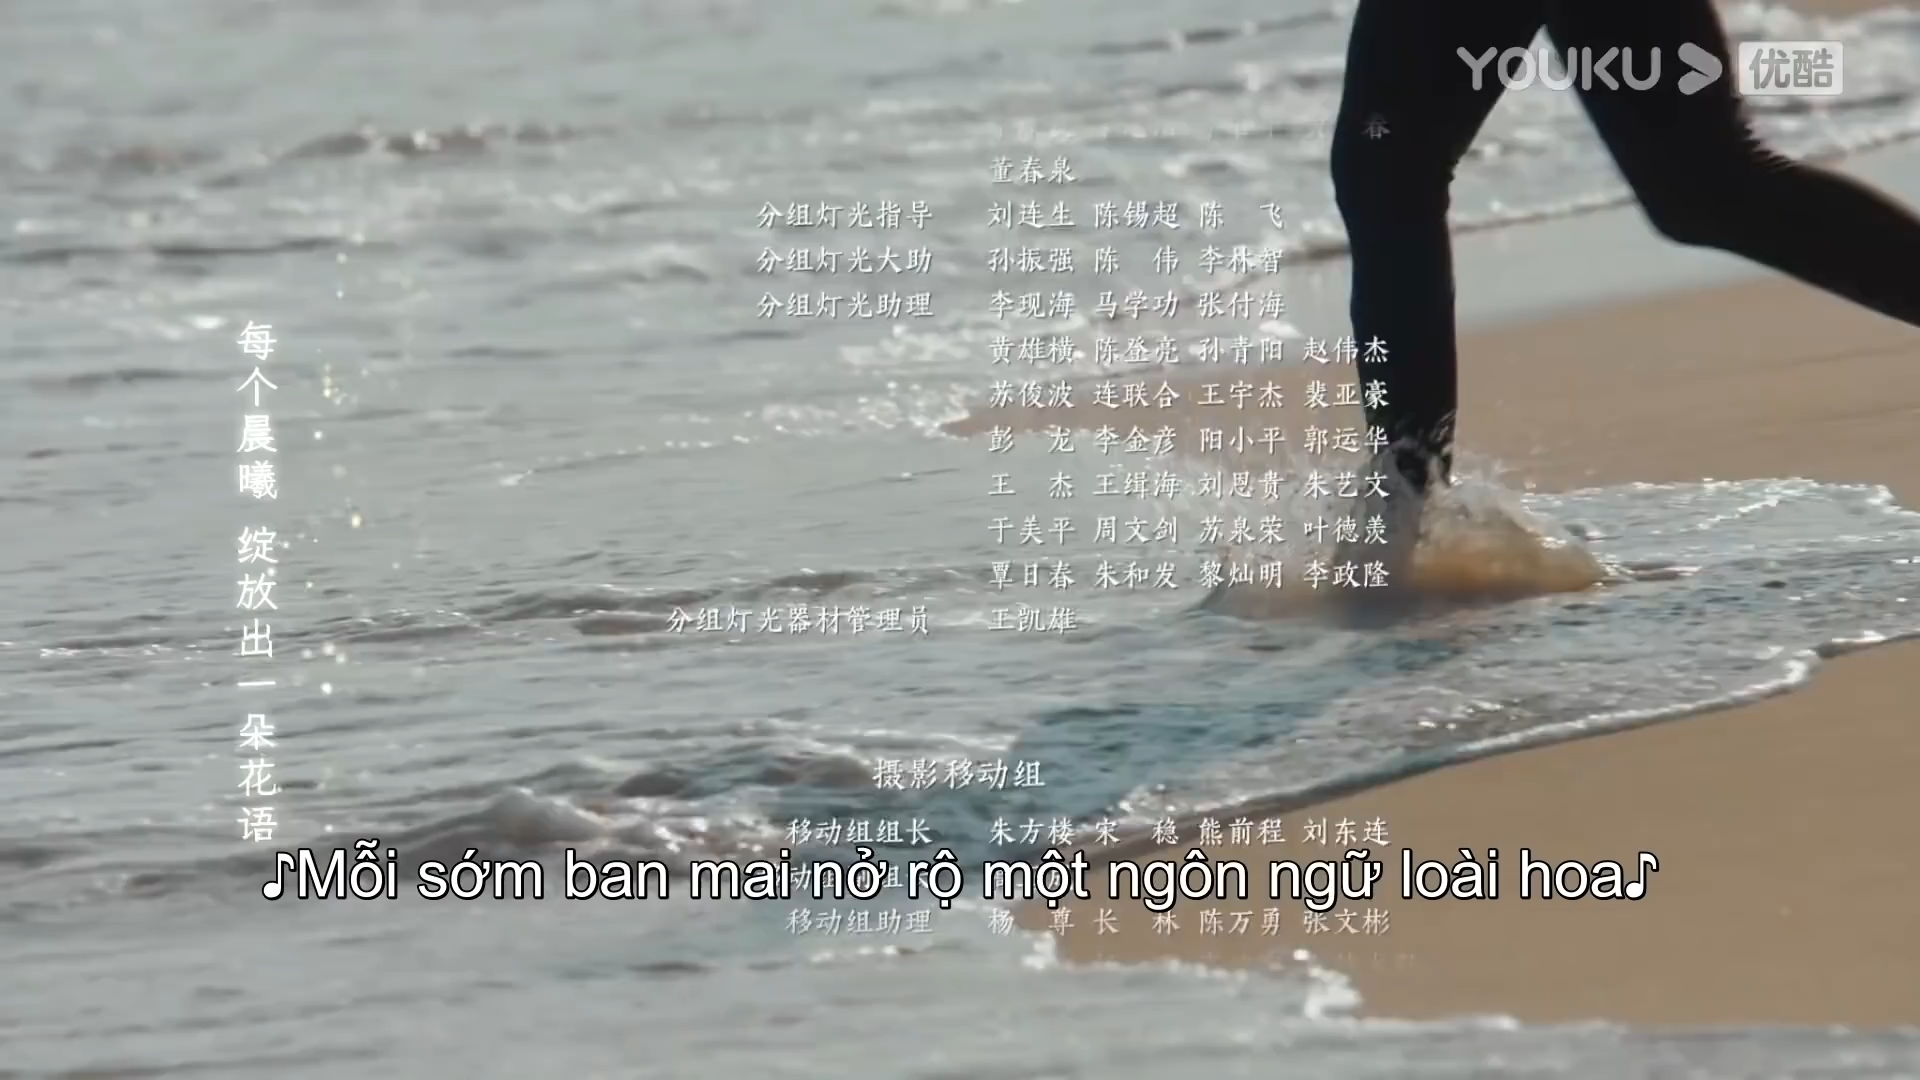 YOUKU 优酷
春
董春泉
分组灯光指导 刘连生 陈锡超 陈 飞
分组灯光大助 孙振强 陈 伟 李林智
分组灯光助理 李现海 马学功 张付海
黄雄横 陈登亮 孙青阳 赵伟杰
苏俊波 连联合 王宇杰 裴亚豪
彭 龙 李金彦 阳小平 郭运华
王 杰 王缉海 刘恩贵 朱艺文
于美平 周文剑 苏泉荣 叶德羡
覃日春 朱和发 黎灿明 李政隆
分组灯光器材管理员 王凯雄
每个晨曦 绽放出一朵花语
摄影移动组
移动组组长 朱方楼 宋 稳 熊前程 刘东连
♪Mỗi sớm ban mai nở rộ một ngôn ngữ loài hoa♪
移动组助理 杨 尊 长 林 陈万勇 张文彬